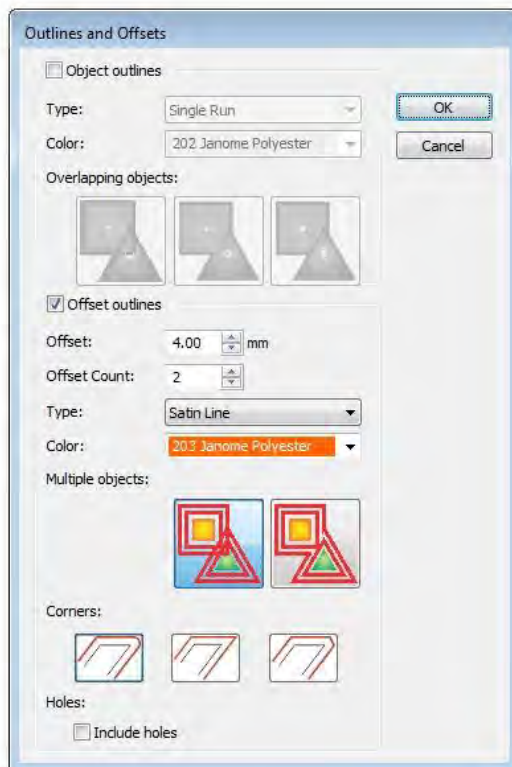 Outlines and Offsets
Object outlines
Type: Single Run
OK
Color: 202 Janome Polyester
Cancel
Overlapping objects:
Offset outlines
Offset: 4.00 mm
Offset Count: 2
Type: Satin Line
Color: 203 Janome Polyester
Multiple objects:
Corners:
Holes:
Include holes